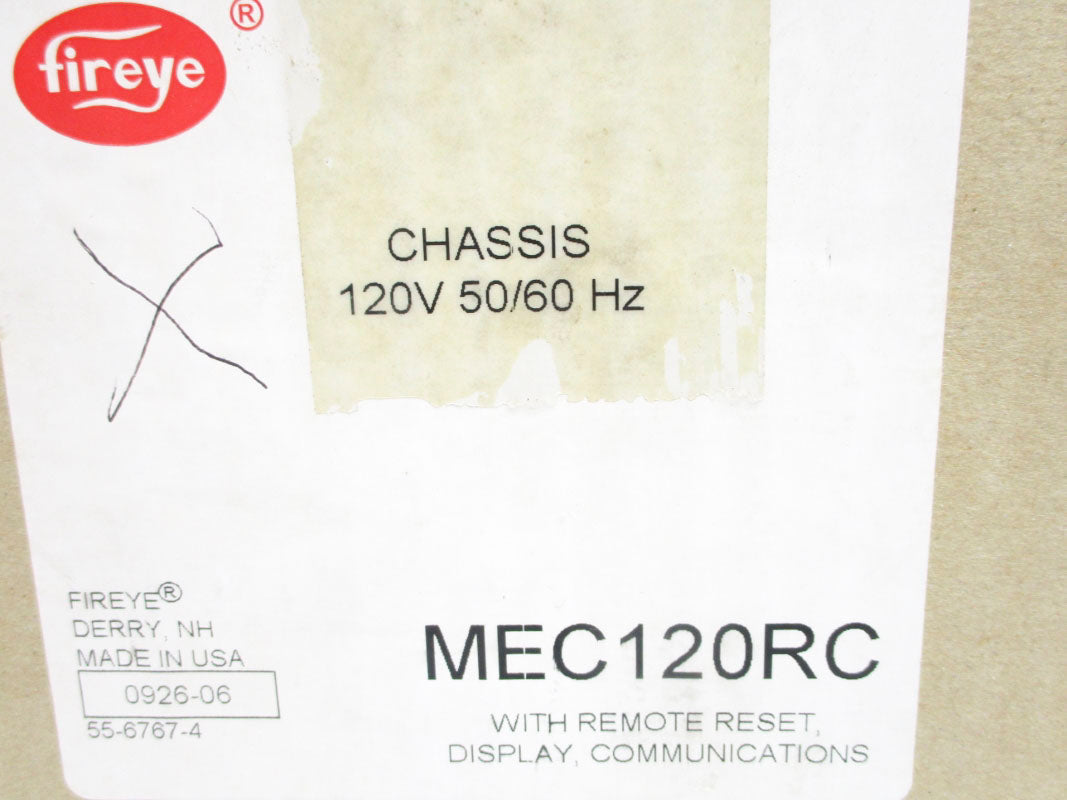 fireye®
CHASSIS
120V 50/60 Hz
FIREYE®
DERRY, NH
MADE IN USA
0926-06
55-6767-4
MEC120RC
WITH REMOTE RESET,
DISPLAY, COMMUNICATIONS